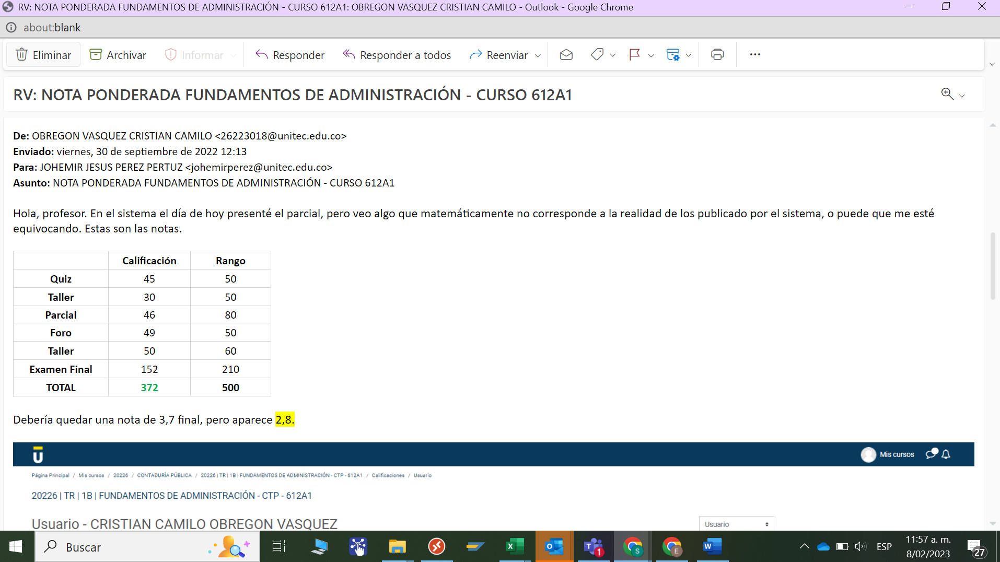 RV: NOTA PONDERADA FUNDAMENTOS DE ADMINISTRACIÓN - CURSO 612A1: OBREGON VASQUEZ CRISTIAN CAMILO - Outlook - Google Chrome
about:blank
Eliminar Archivar Informar Responder Responder a todos Reenviar
RV: NOTA PONDERADA FUNDAMENTOS DE ADMINISTRACIÓN - CURSO 612A1
De: OBREGON VASQUEZ CRISTIAN CAMILO <26223018@unitec.edu.co>
Enviado: viernes, 30 de septiembre de 2022 12:13
Para: JOHEMIR JESUS PEREZ PERTUZ <johemirperez@unitec.edu.co>
Asunto: NOTA PONDERADA FUNDAMENTOS DE ADMINISTRACIÓN - CURSO 612A1
Hola, profesor. En el sistema el día de hoy presenté el parcial, pero veo algo que matemáticamente no corresponde a la realidad de los publicado por el sistema, o puede que me esté
equivocando. Estas son las notas.
Calificación Rango
Quiz 45 50
Taller 30 50
Parcial 46 80
Foro 49 50
Taller 50 60
Examen Final 152 210
TOTAL 372 500
Debería quedar una nota de 3,7 final, pero aparece 2,8.
Mis cursos
Página Principal / Mis cursos / 20226 / CONTADURÍA PÚBLICA / 20226 | TR | 1B | FUNDAMENTOS DE ADMINISTRACIÓN - CTP - 612A1 / Calificaciones / Usuario
20226 | TR | 1B | FUNDAMENTOS DE ADMINISTRACIÓN - CTP - 612A1
Usuario - CRISTIAN CAMILO OBREGON VASQUEZ
Usuario
Buscar
ESP
11:57 a. m.
8/02/2023
27